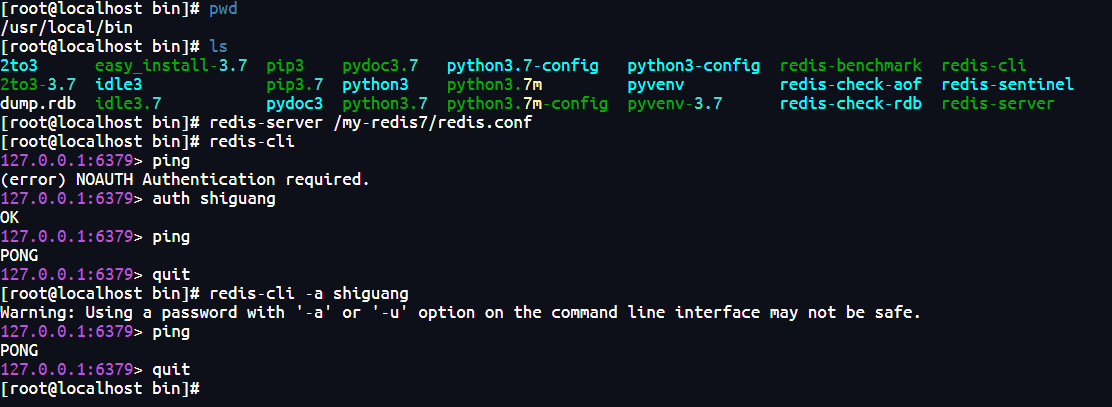 [root@localhost bin]# pwd
/usr/local/bin
[root@localhost bin]# ls
2to3 easy_install-3.7 pip3 pydoc3.7 python3.7-config python3-config redis-benchmark redis-cli
2to3-3.7 idle3 pip3.7 python3 python3.7m pyvenv redis-check-aof redis-sentinel
dump.rdb idle3.7 pydoc3 python3.7 python3.7m-config pyvenv-3.7 redis-check-rdb redis-server
[root@localhost bin]# redis-server /my-redis7/redis.conf
[root@localhost bin]# redis-cli
127.0.0.1:6379> ping
(error) NOAUTH Authentication required.
127.0.0.1:6379> auth shiguang
OK
127.0.0.1:6379> ping
PONG
127.0.0.1:6379> quit
[root@localhost bin]# redis-cli -a shiguang
Warning: Using a password with '-a' or '-u' option on the command line interface may not be safe.
127.0.0.1:6379> ping
PONG
127.0.0.1:6379> quit
[root@localhost bin]#